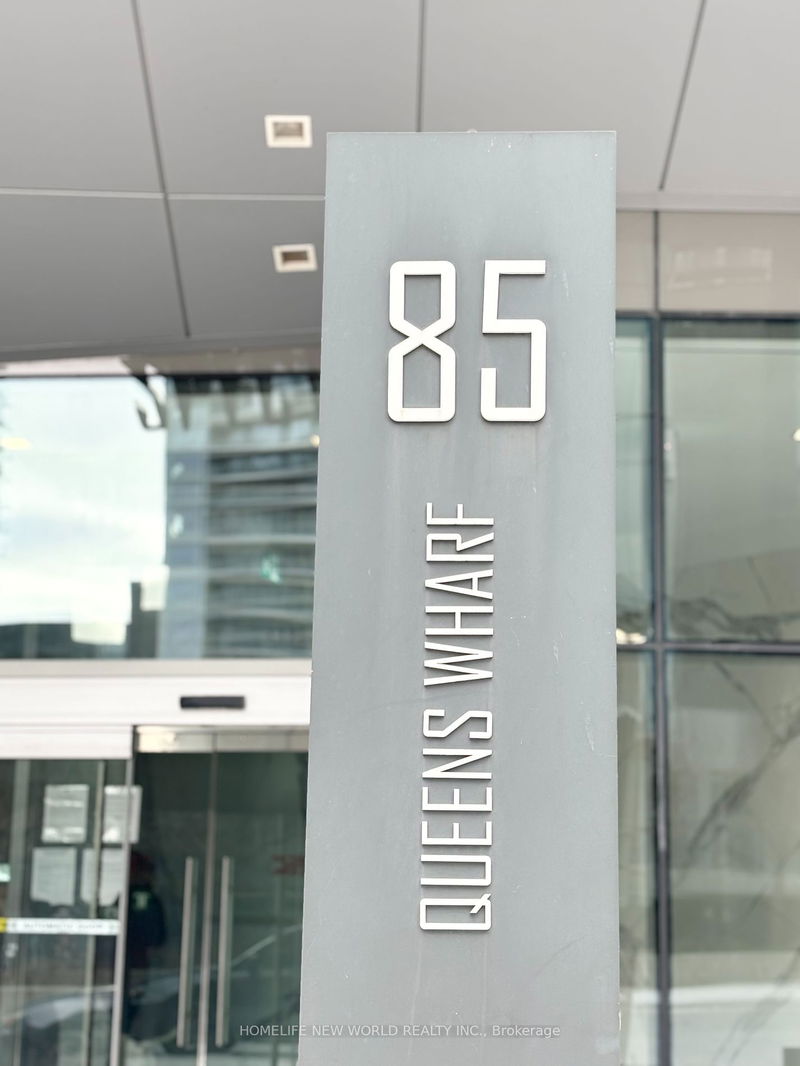 85
QUEENS WHARF
HOMELIFE NEW WORLD REALTY INC., Brokerage